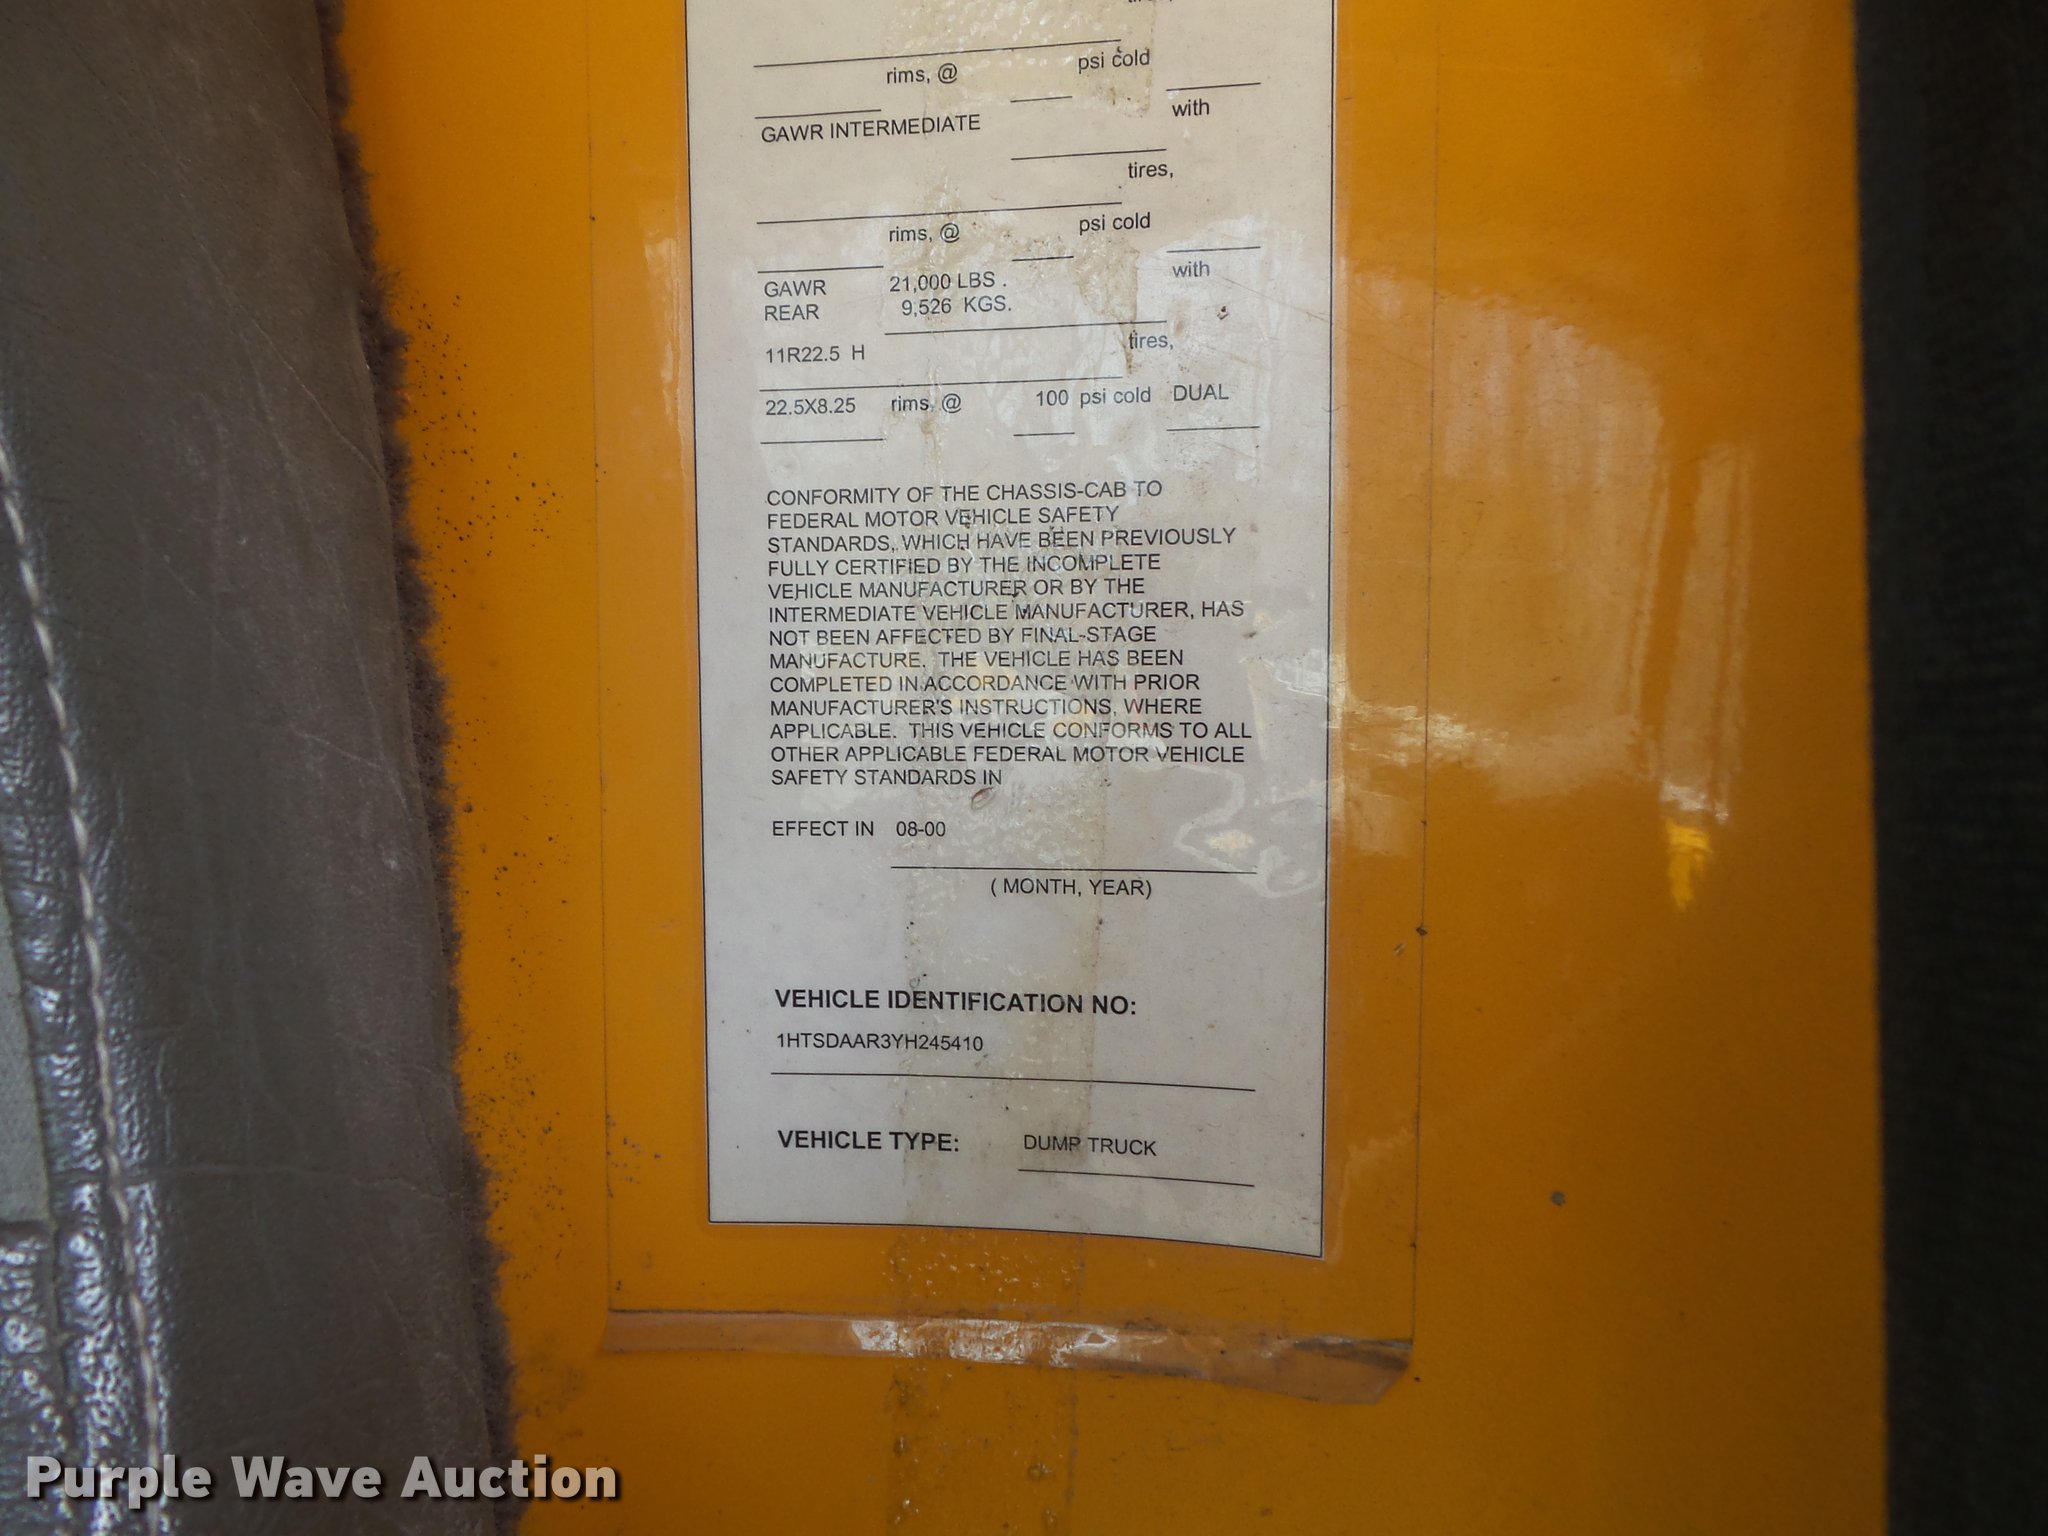 rims, @ psi cold
GAWR INTERMEDIATE with
tires,
rims, @ psi cold
GAWR 21,000 LBS . with
REAR 9,526 KGS.
11R22.5 H tires,
22.5X8.25 rims, @ 100 psi cold DUAL
CONFORMITY OF THE CHASSIS-CAB TO
FEDERAL MOTOR VEHICLE SAFETY
STANDARDS, WHICH HAVE BEEN PREVIOUSLY
FULLY CERTIFIED BY THE INCOMPLETE
VEHICLE MANUFACTURER OR BY THE
INTERMEDIATE VEHICLE MANUFACTURER, HAS
NOT BEEN AFFECTED BY FINAL-STAGE
MANUFACTURE. THE VEHICLE HAS BEEN
COMPLETED IN ACCORDANCE WITH PRIOR
MANUFACTURER'S INSTRUCTIONS, WHERE
APPLICABLE. THIS VEHICLE CONFORMS TO ALL
OTHER APPLICABLE FEDERAL MOTOR VEHICLE
SAFETY STANDARDS IN
EFFECT IN 08-00
( MONTH, YEAR)
VEHICLE IDENTIFICATION NO:
1HTSDAAR3YH245410
VEHICLE TYPE: DUMP TRUCK
Purple Wave Auction